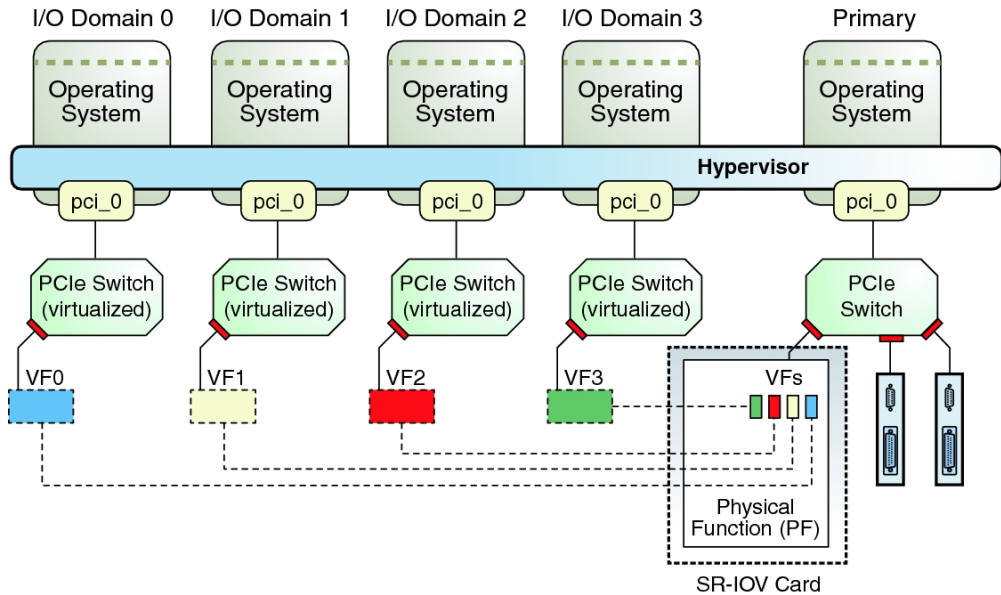 I/O Domain 0
I/O Domain 1
I/O Domain 2
I/O Domain 3
Primary
Operating
System
Operating
System
Operating
System
Operating
System
Operating
System
Hypervisor
pci_0
pci_0
pci_0
pci_0
pci_0
PCIe Switch
(virtualized)
PCIe Switch
(virtualized)
PCIe Switch
(virtualized)
PCIe Switch
(virtualized)
PCIe
Switch
VF0
VF1
VF2
VF3
VFs
Physical
Function (PF)
SR-IOV Card